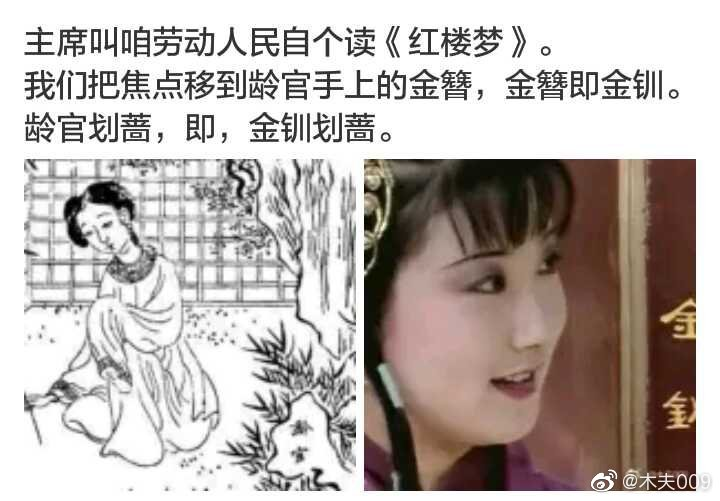 主席叫咱劳动人民自个读《红楼梦》。
我们把焦点移到龄官手上的金簪，金簪即金钏。
龄官划蔷，即，金钏划蔷。
龄
官
金
钏
@木夫009